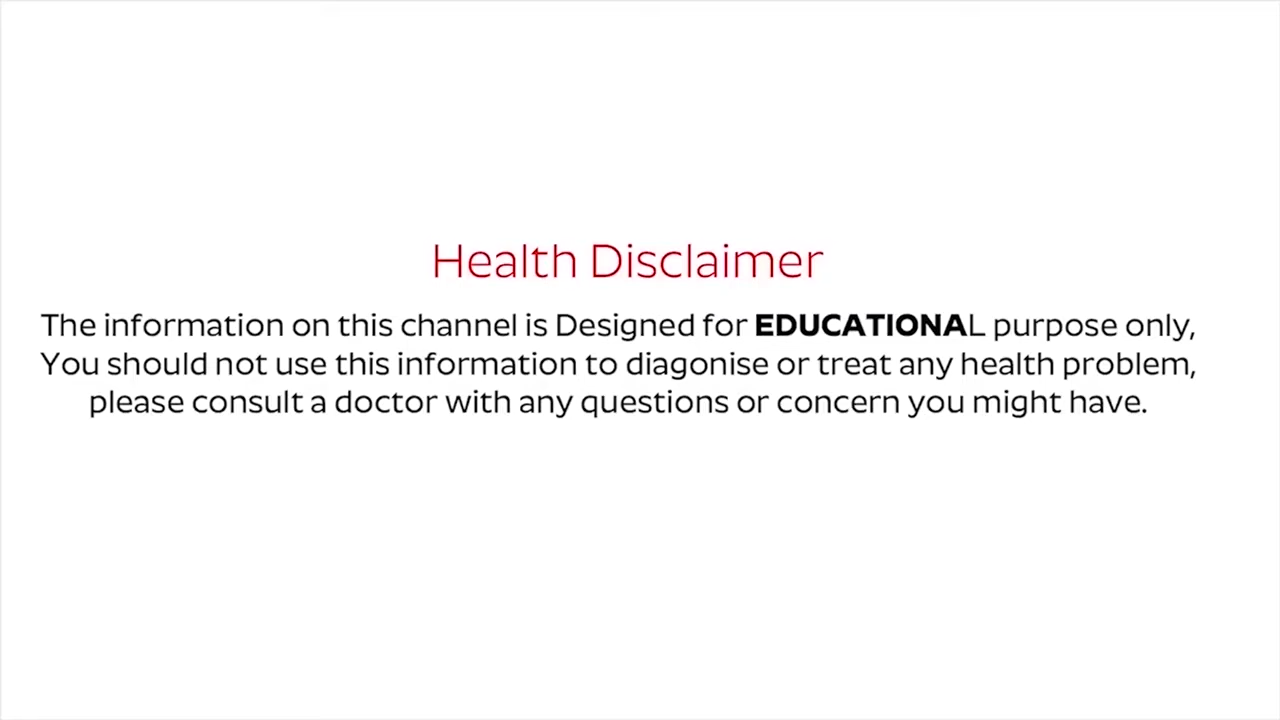 Health Disclaimer
The information on this channel is Designed for EDUCATIONAL purpose only,
You should not use this information to diagonise or treat any health problem,
please consult a doctor with any questions or concern you might have.